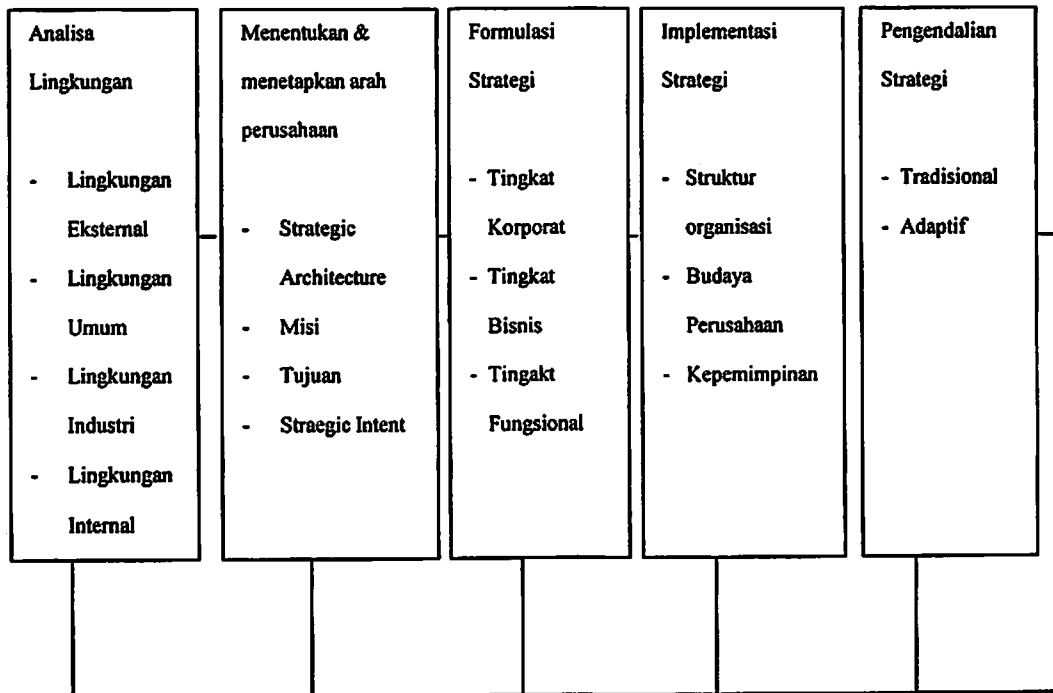 Analisa
Lingkungan
- Lingkungan
Eksternal
- Lingkungan
Umum
- Lingkungan
Industri
- Lingkungan
Internal
Menentukan &
menetapkan arah
perusahaan
- Strategic
Architecture
- Misi
- Tujuan
- Straegic Intent
Formulasi
Strategi
- Tingkat
Korporat
- Tingkat
Bisnis
- Tingakt
Fungsional
Implementasi
Strategi
- Struktur
organisasi
- Budaya
Perusahaan
- Kepemimpinan
Pengendalian
Strategi
- Tradisional
- Adaptif